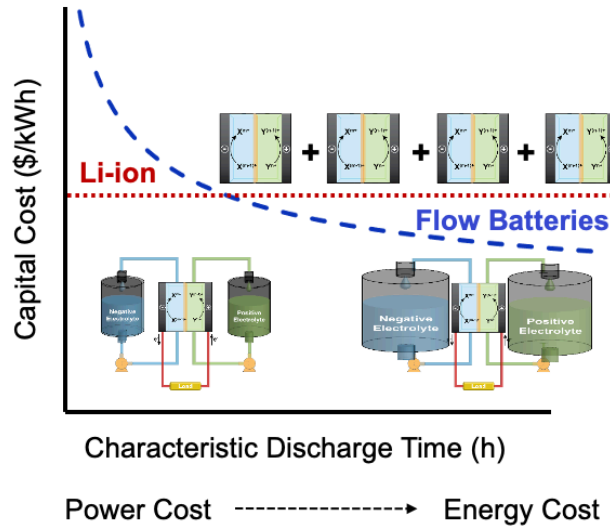 Capital Cost ($/kWh)
+ + +
Li-ion
Flow Batteries
Negative
Electrolyte
Positive
Electrolyte
Load
Negative
Electrolyte
Positive
Electrolyte
Load
Characteristic Discharge Time (h)
Power Cost
Energy Cost